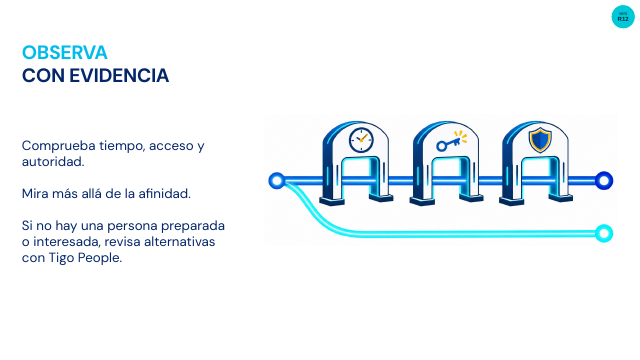 OBSERVA
CON EVIDENCIA
Comprueba tiempo, acceso y
autoridad.
Mira más allá de la afinidad.
Si no hay una persona preparada
o interesada, revisa alternativas
con Tigo People.
R12